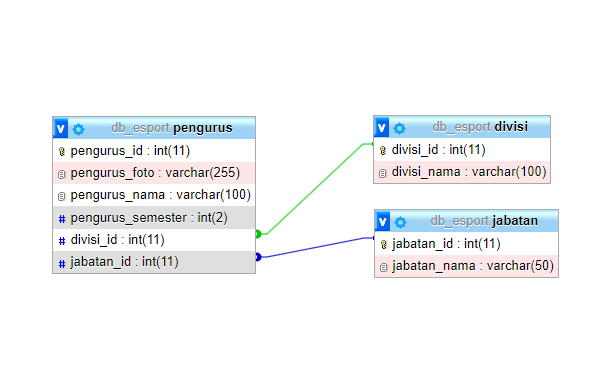 db_esport pengurus
pengurus_id : int(11)
pengurus_foto : varchar(255)
pengurus_nama : varchar(100)
# pengurus_semester : int(2)
# divisi_id : int(11)
# jabatan_id : int(11)
db_esport divisi
divisi_id : int(11)
divisi_nama : varchar(100)
db_esport jabatan
jabatan_id : int(11)
jabatan_nama : varchar(50)